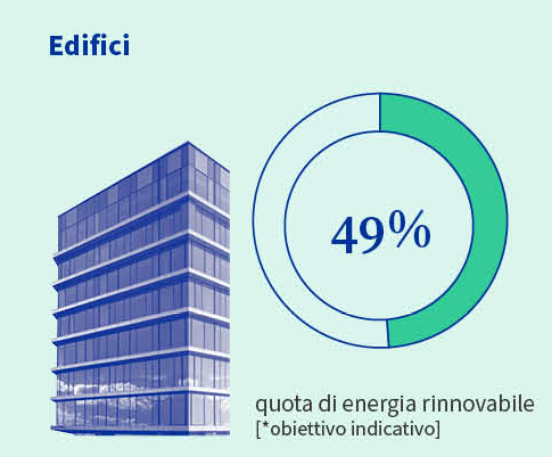 Edifici
49%
quota di energia rinnovabile
[*obiettivo indicativo]